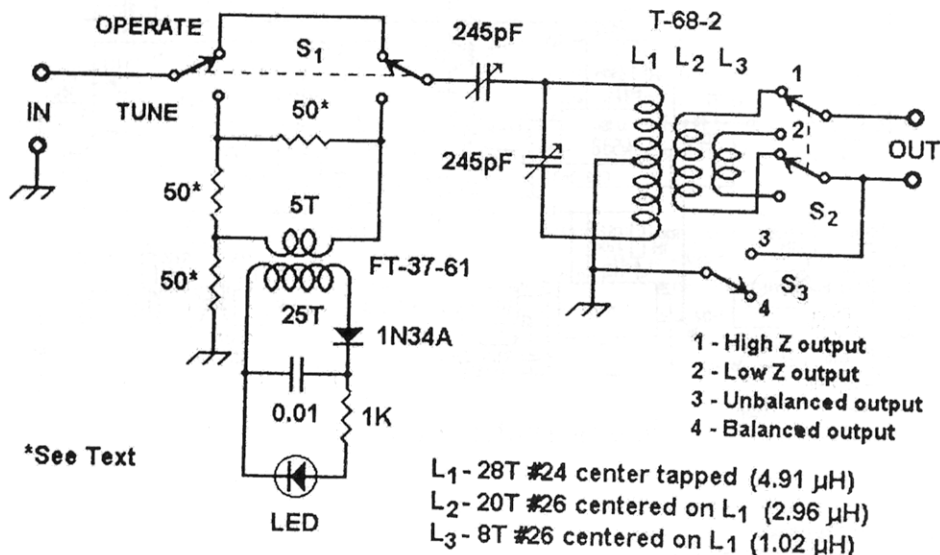 T-68-2
OPERATE
S1
245pF
L1 L2 L3
1
IN
TUNE
50*
2
OUT
245pF
50*
5T
S2
3
FT-37-61
S3
50*
25T
4
1N34A
1 - High Z output
2 - Low Z output
3 - Unbalanced output
4 - Balanced output
0.01
1K
*See Text
LED
L1 - 28T #24 center tapped (4.91 µH)
L2 - 20T #26 centered on L1 (2.96 µH)
L3 - 8T #26 centered on L1 (1.02 µH)